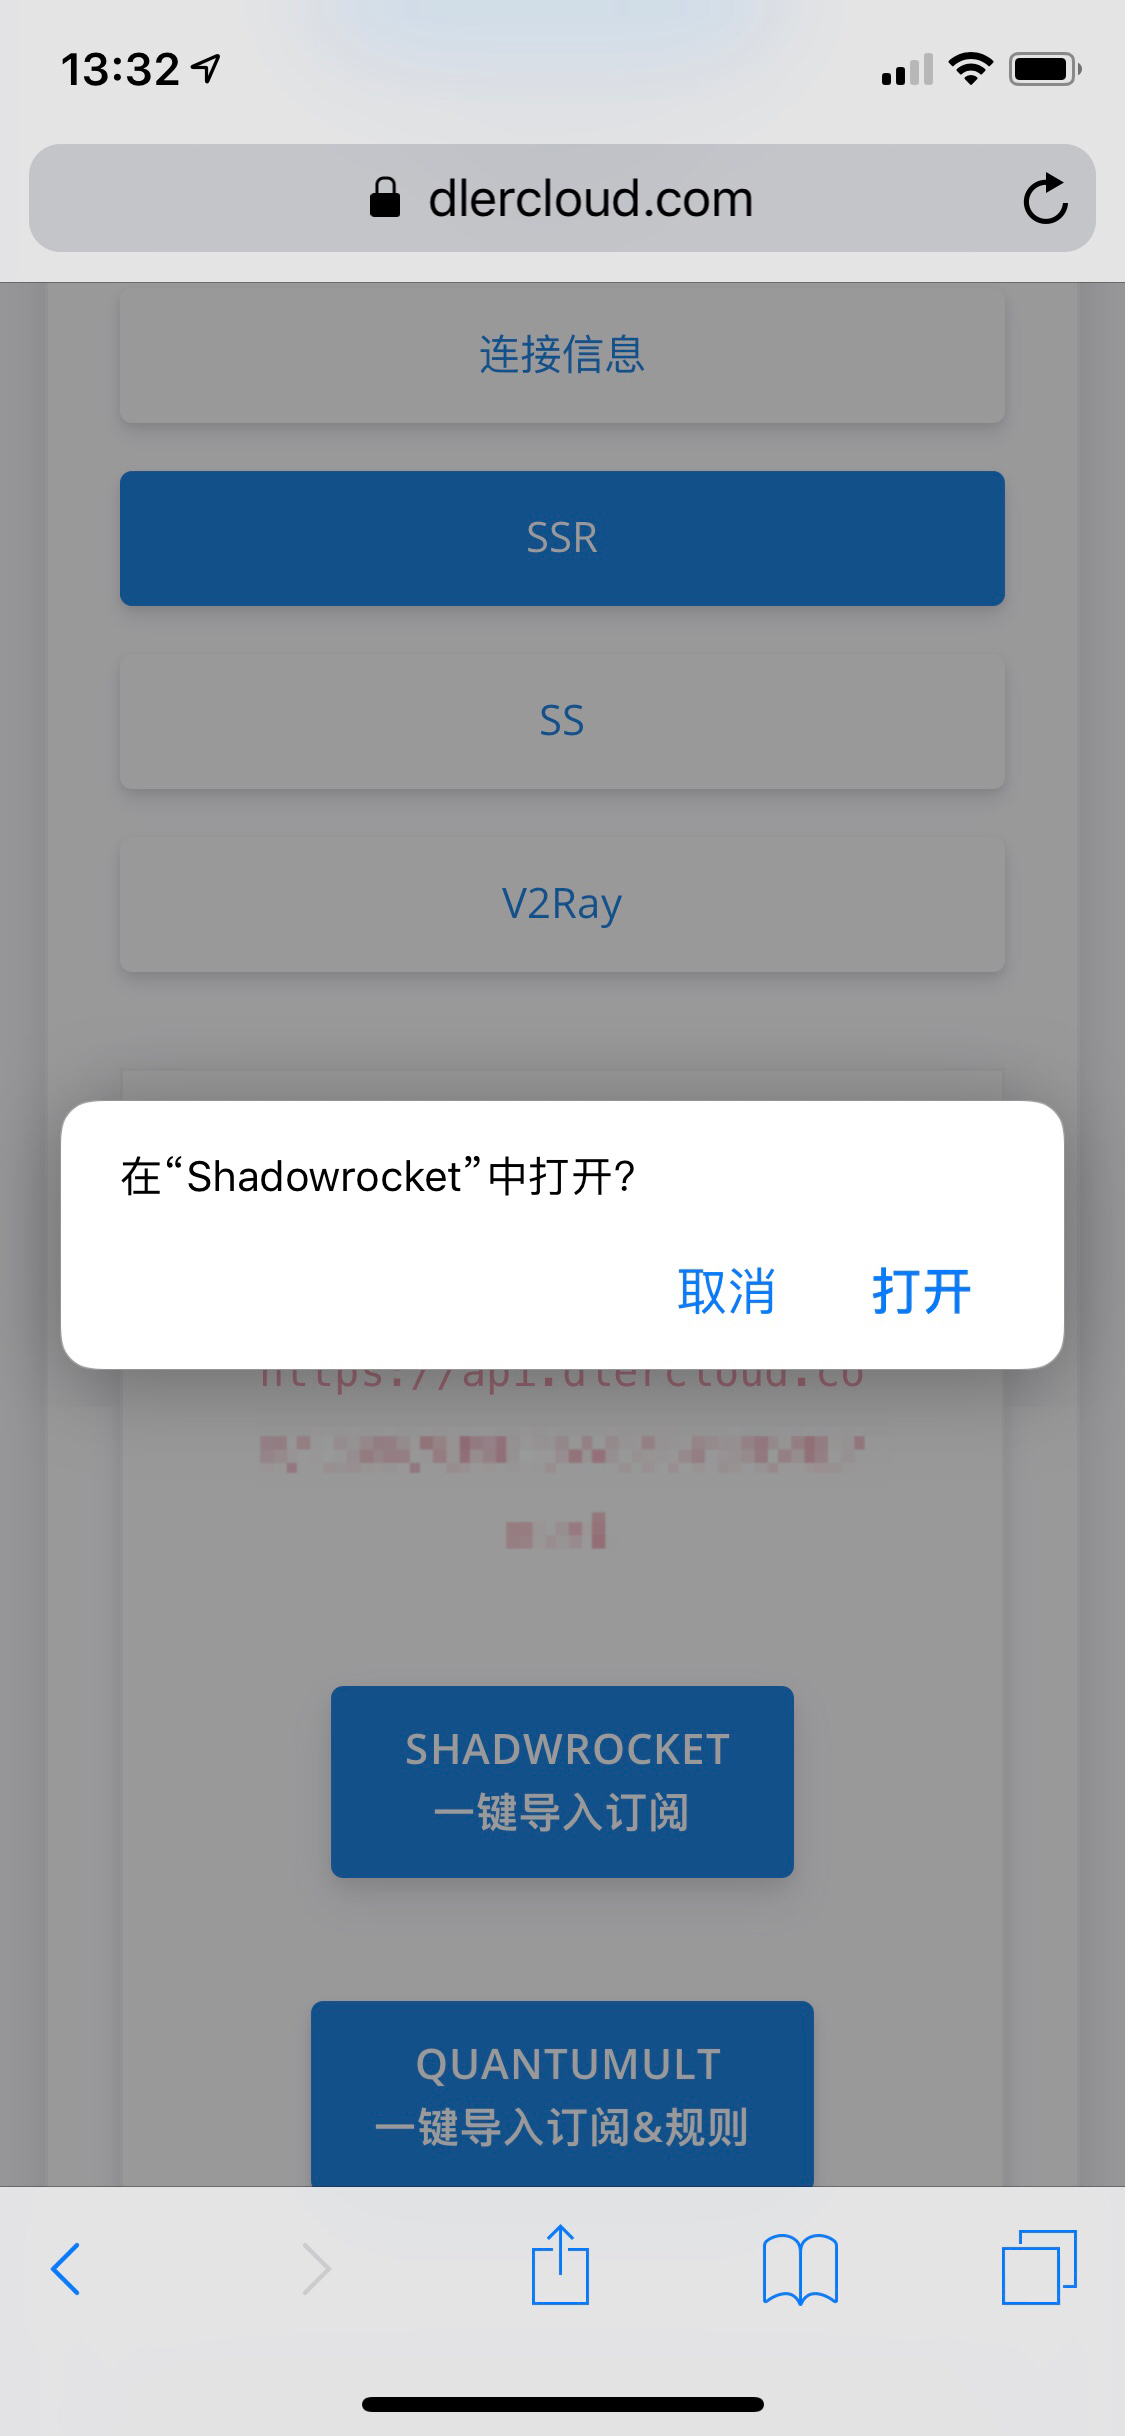 13:32
dlercloud.com
连接信息
SSR
SS
V2Ray
在“Shadowrocket”中打开?
取消 打开
https://api.dlercloud.co
SHADWROCKET
一键导入订阅
QUANTUMULT
一键导入订阅&规则